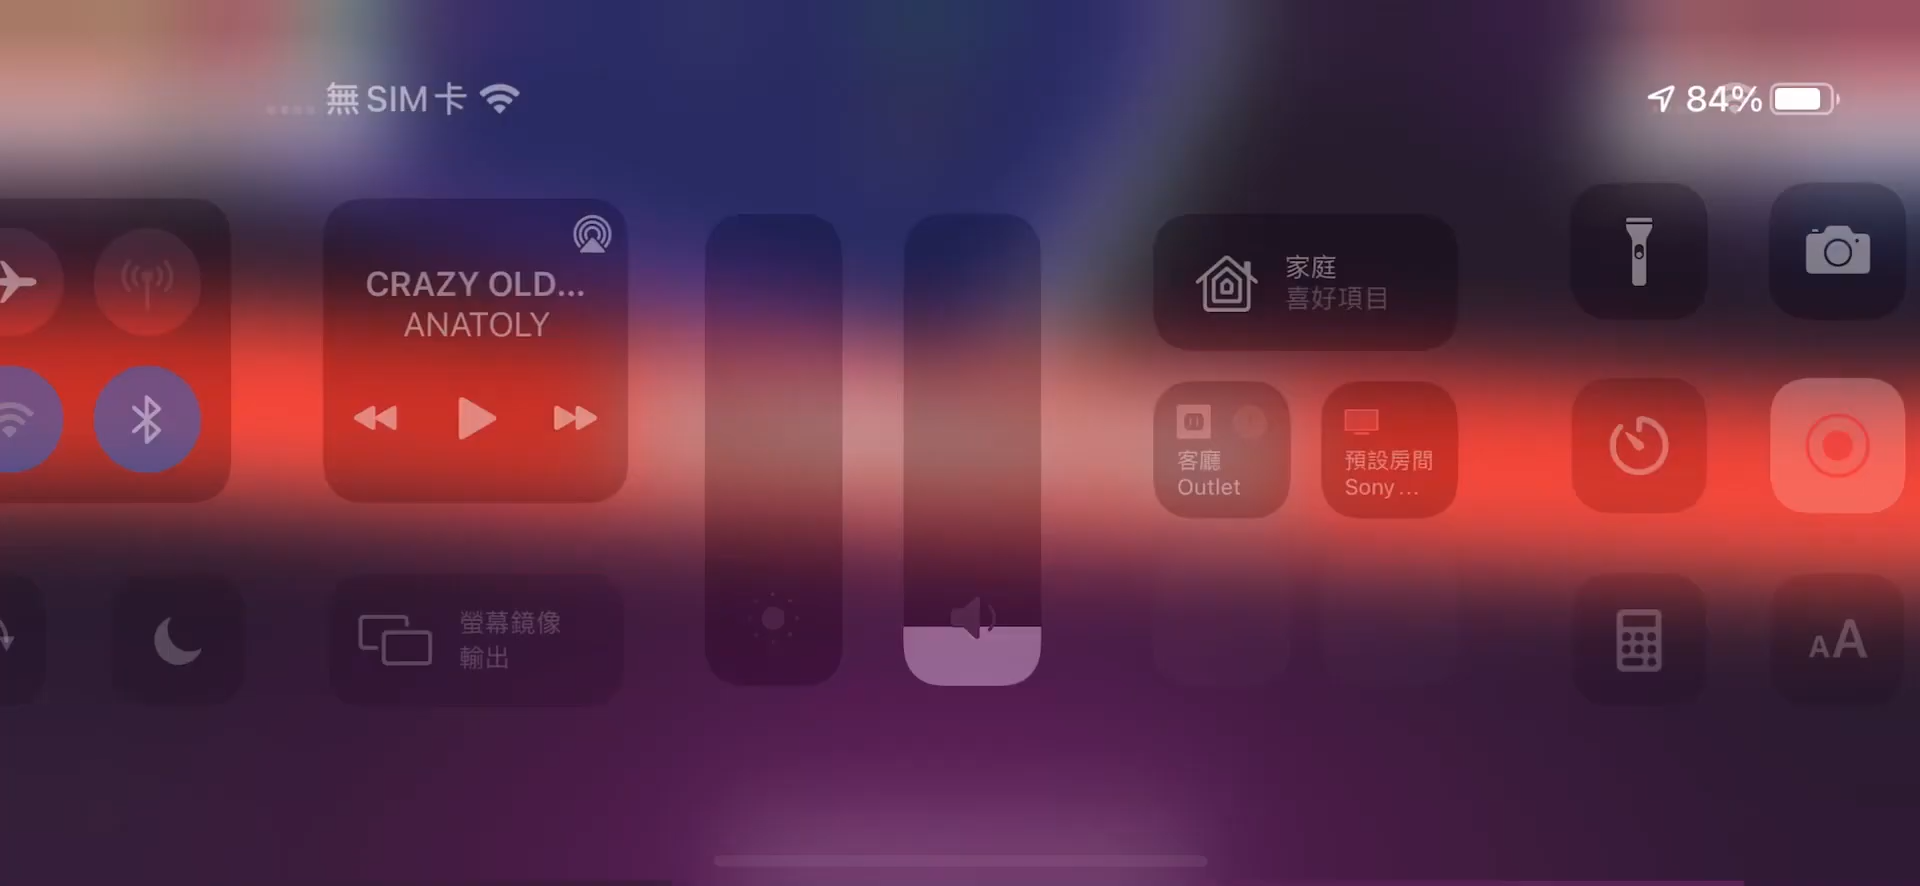 無SIM卡
84%
CRAZY OLD...
ANATOLY
家庭
喜好項目
客廳
Outlet
預設房間
Sony...
螢幕鏡像
輸出
AA